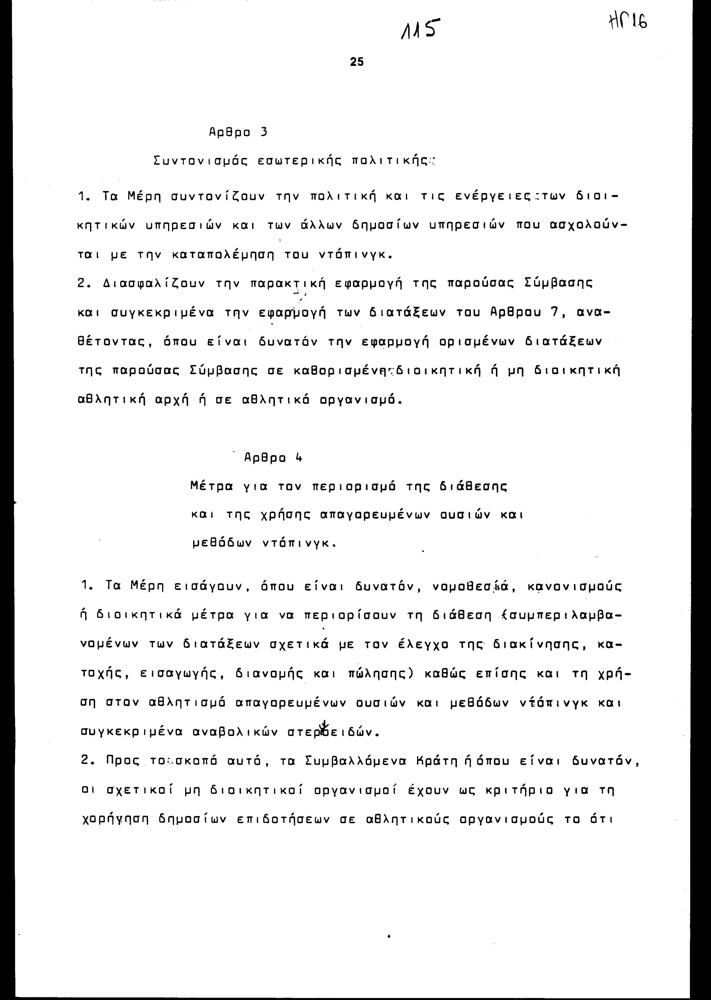 115
ΗΓ16
25
Αρθρο 3
Συντονισμός εσωτερικής πολιτικής
1. Τα Μέρη συντονίζουν την πολιτική και τις ενέργειες των διοι-
κητικών υπηρεσιών και των άλλων δημοσίων υπηρεσιών που ασχολούν-
ται με την καταπολέμηση του ντόπινγκ.
2. Διασφαλίζουν την παρακτική εφαρμογή της παρούσας Σύμβασης
και συγκεκριμένα την εφαρμογή των διατάξεων του Αρθρου 7, ανα-
θέτοντας, όπου είναι δυνατόν την εφαρμογή ορισμένων διατάξεων
της παρούσας Σύμβασης σε καθορισμένη διοικητική ή μη διοικητική
αθλητική αρχή ή σε αθλητικό οργανισμό.
Αρθρο 4
Μέτρα για τον περιορισμό της διάθεσης
και της χρήσης απαγορευμένων ουσιών και
μεθόδων ντόπινγκ.
1. Τα Μέρη εισάγουν, όπου είναι δυνατόν, νομοθεσία, κανονισμούς
ή διοικητικά μέτρα για να περιορίσουν τη διάθεση (συμπεριλαμβα-
νομένων των διατάξεων σχετικά με τον έλεγχο της διακίνησης, κα-
τοχής, εισαγωγής, διανομής και πώλησης) καθώς επίσης και τη χρή-
ση στον αθλητισμό απαγορευμένων ουσιών και μεθόδων ντόπινγκ και
συγκεκριμένα αναβολικών στεροειδών.
2. Προς το σκοπό αυτό, τα Συμβαλλόμενα Κράτη ή όπου είναι δυνατόν,
οι σχετικοί μη διοικητικοί οργανισμοί έχουν ως κριτήριο για τη
χορήγηση δημοσίων επιδοτήσεων σε αθλητικούς οργανισμούς το ότι